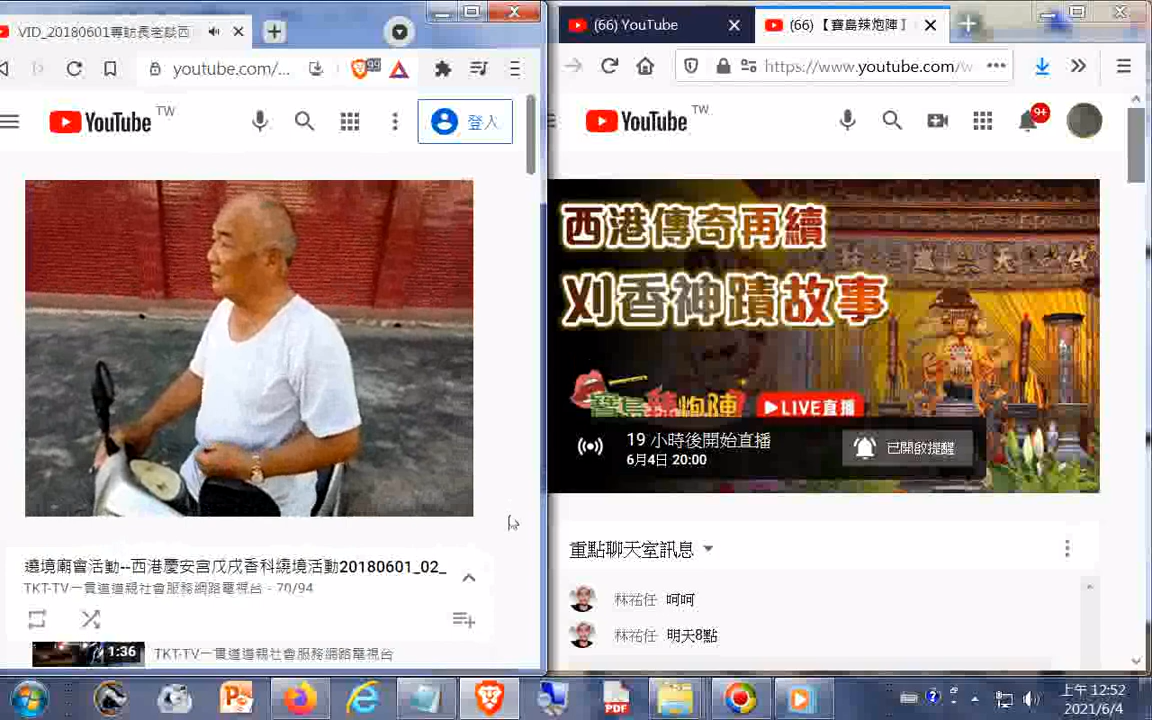 VID_20180601專訪長老談西
youtube.com/...
99
YouTube TW
登入
遶境廟會活動--西港慶安宮戊戌香科繞境活動20180601_02_
TKT-TV一貫道道親社會服務網路電視台 - 70/94
1:36
TKT-TV一貫道道親社會服務網路電視台
(66) YouTube
(66) 【寶島辣炮陣】
https://www.youtube.com/w
YouTube TW
9+
西港傳奇再續
刈香神蹟故事
寶島辣炮陣
LIVE直播
19 小時後開始直播
6月4日 20:00
已開啟提醒
重點聊天室訊息
林祐任 呵呵
林祐任 明天8點
PDF
上午 12:52
2021/6/4